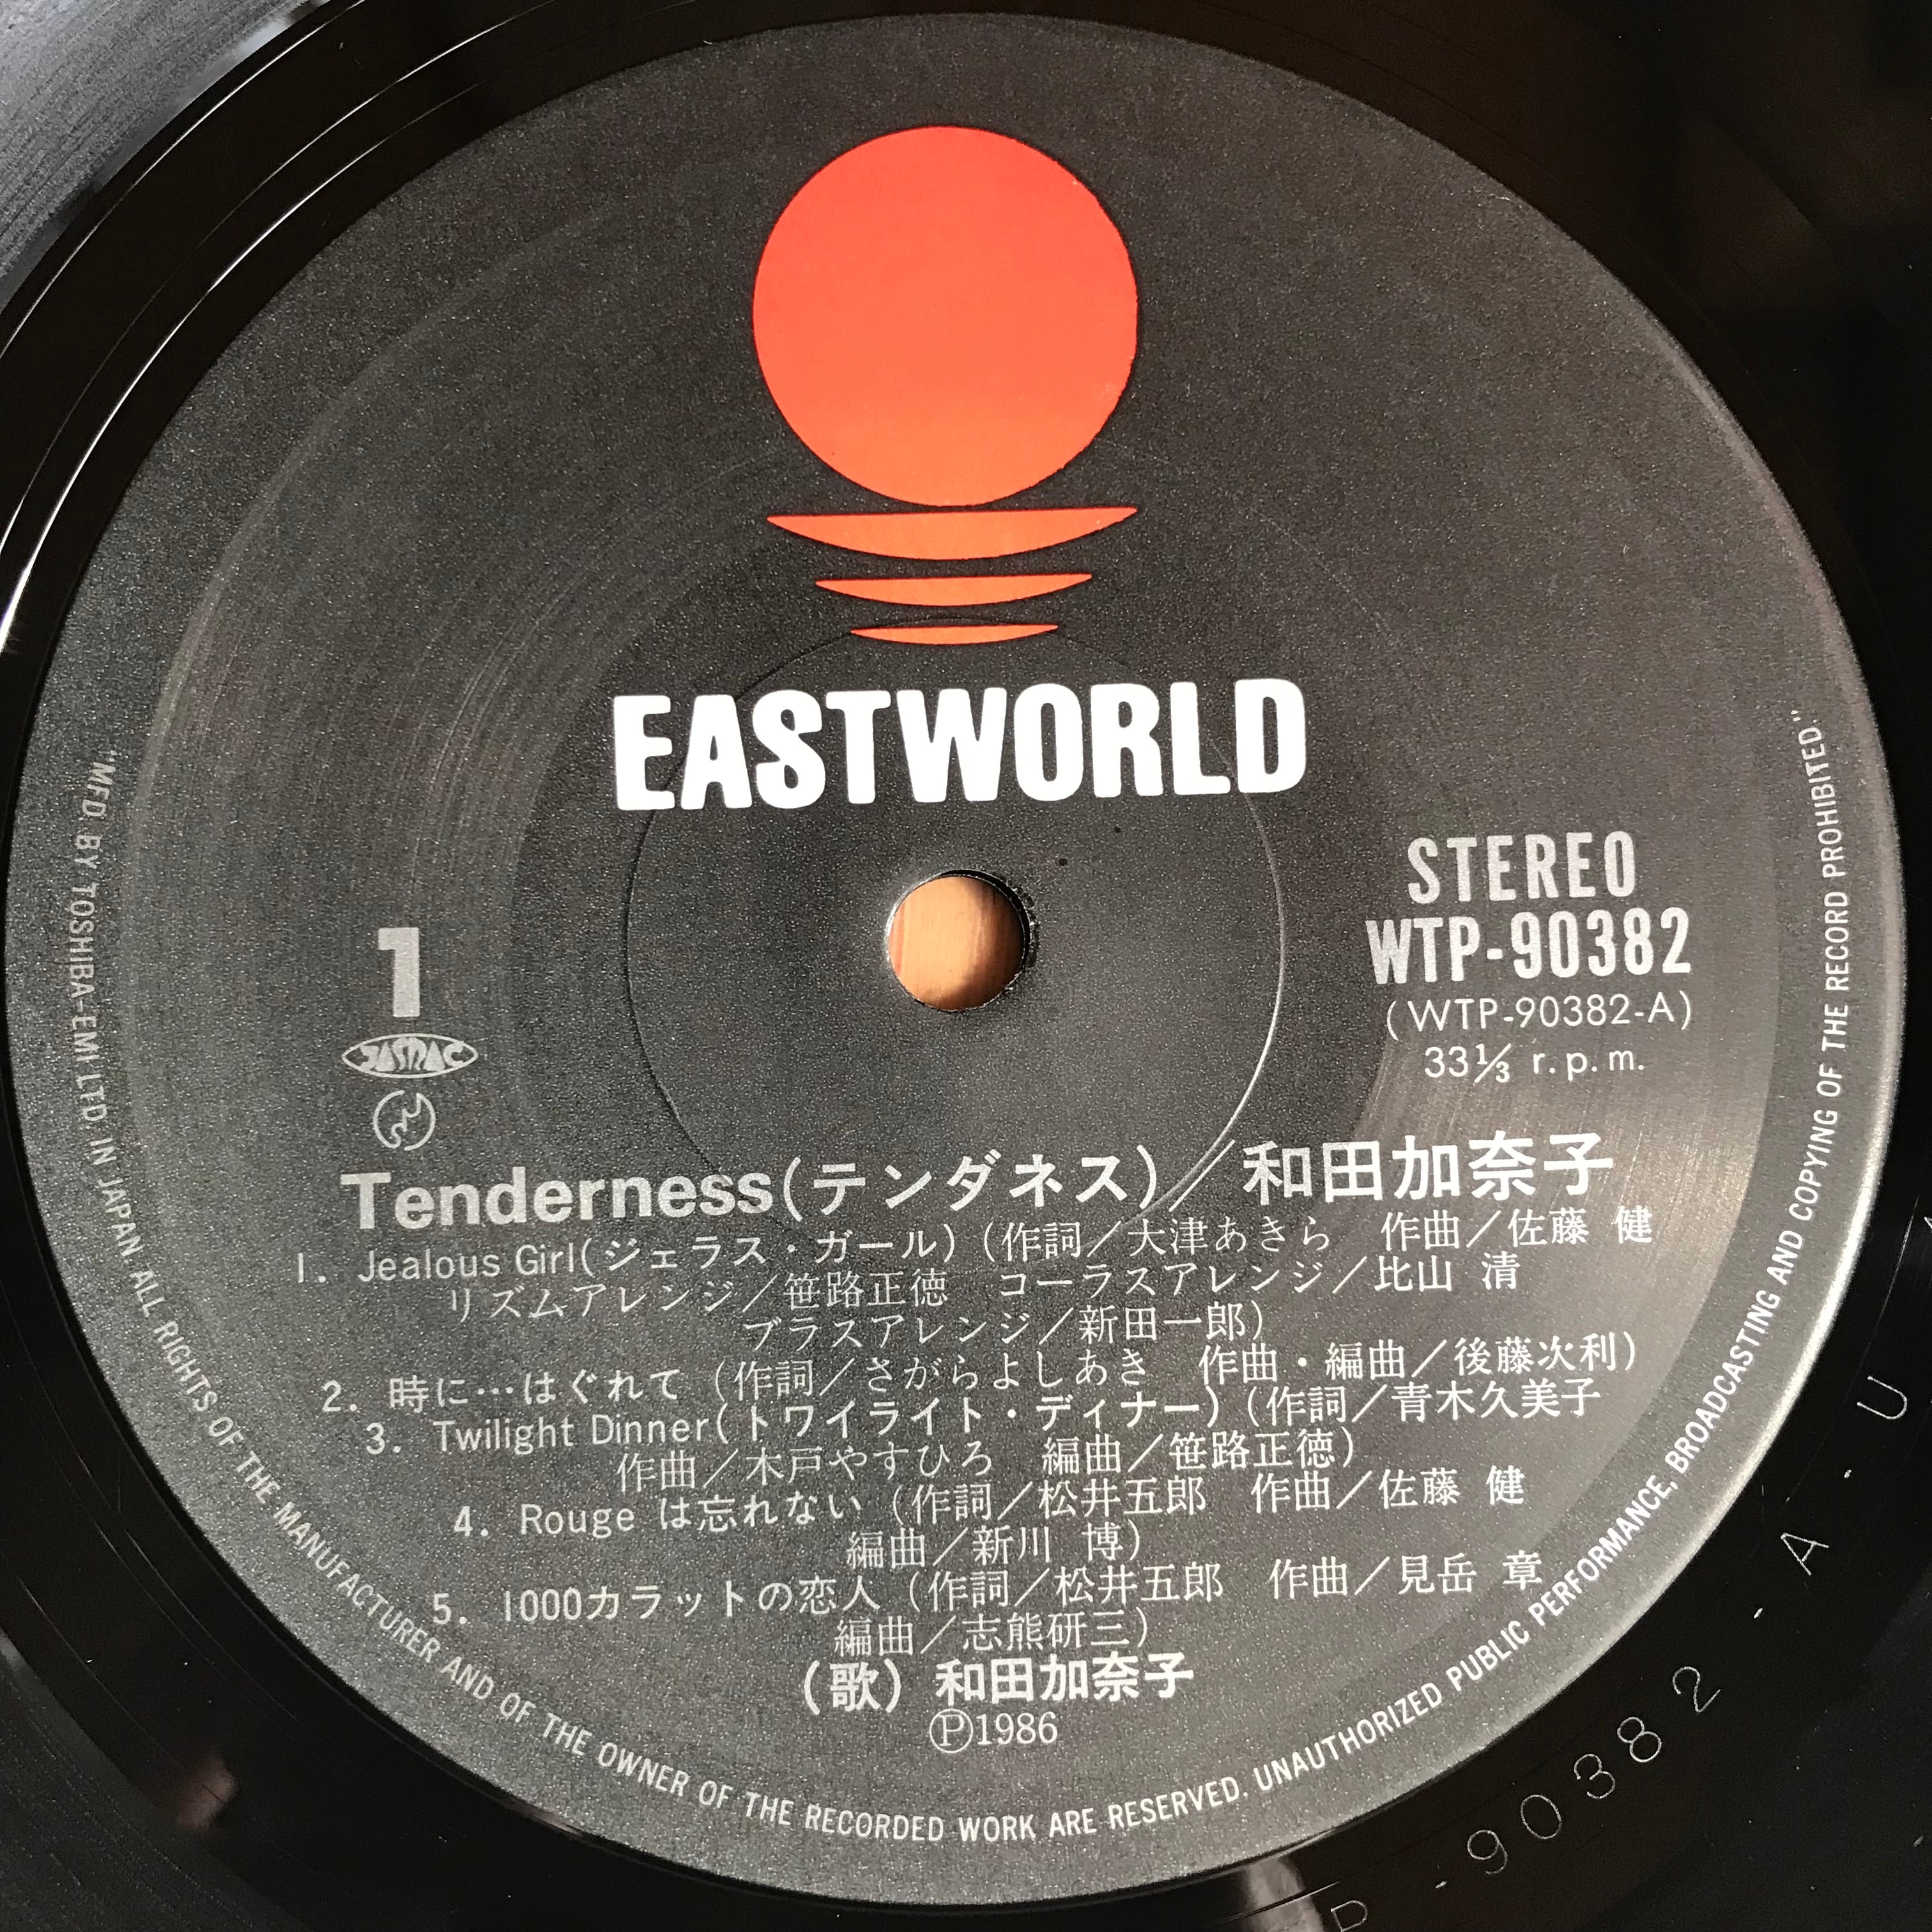 EASTWORLD
STEREO
WTP-90382
(WTP-90382-A)
33⅓ r.p.m.
1
JASRAC
Tenderness(テンダネス)／和田加奈子
1. Jealous Girl(ジェラス・ガール)(作詞／大津あきら 作曲／佐藤 健
リズムアレンジ／笹路正徳 コーラスアレンジ／比山 清
ブラスアレンジ／新田一郎)
2. 時に…はぐれて (作詞／さがらよしあき 作曲・編曲／後藤次利)
3. Twilight Dinner(トワイライト・ディナー)(作詞／青木久美子
作曲／木戸やすひろ 編曲／笹路正徳)
4. Rouge は忘れない (作詞／松井五郎 作曲／佐藤 健
編曲／新川 博)
5. 1000カラットの恋人 (作詞／松井五郎 作曲／見岳 章
編曲／志熊研三)
(歌) 和田加奈子
Ⓟ1986
"MFD BY TOSHIBA-EMI LTD IN JAPAN ALL RIGHTS OF THE MANUFACTURER AND OF THE OWNER OF THE RECORDED WORK ARE RESERVED. UNAUTHORIZED PUBLIC PERFORMANCE, BROADCASTING AND COPYING OF THE RECORD PROHIBITED."
P-90382-A-U